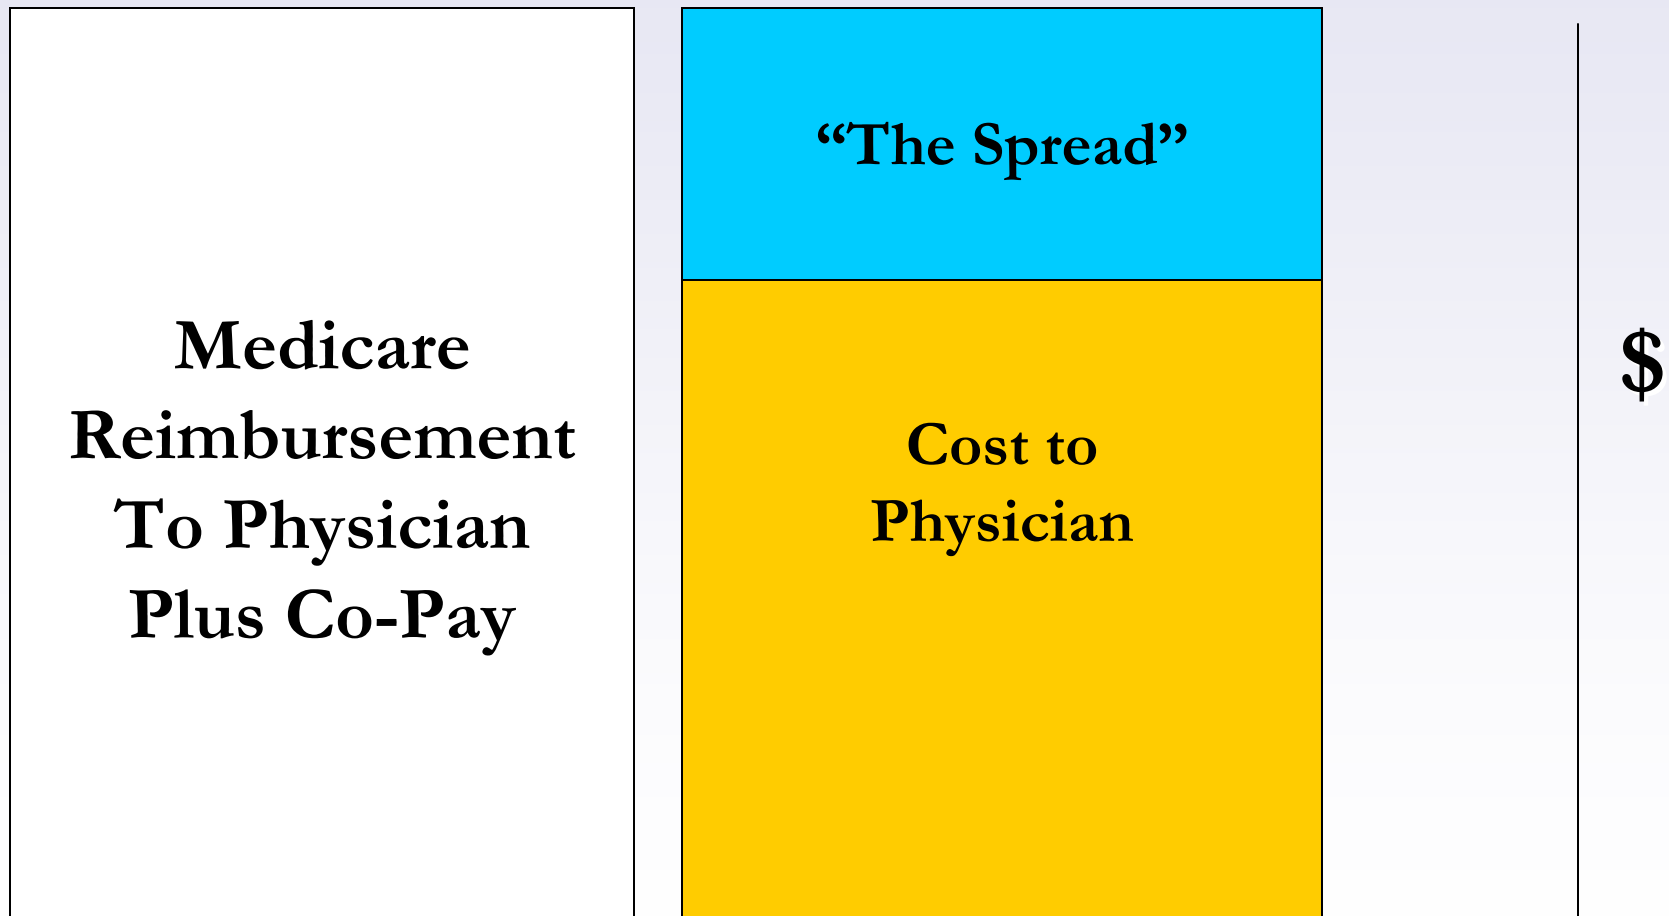 Medicare
Reimbursement
To Physician
Plus Co-Pay
“The Spread”
Cost to
Physician
$